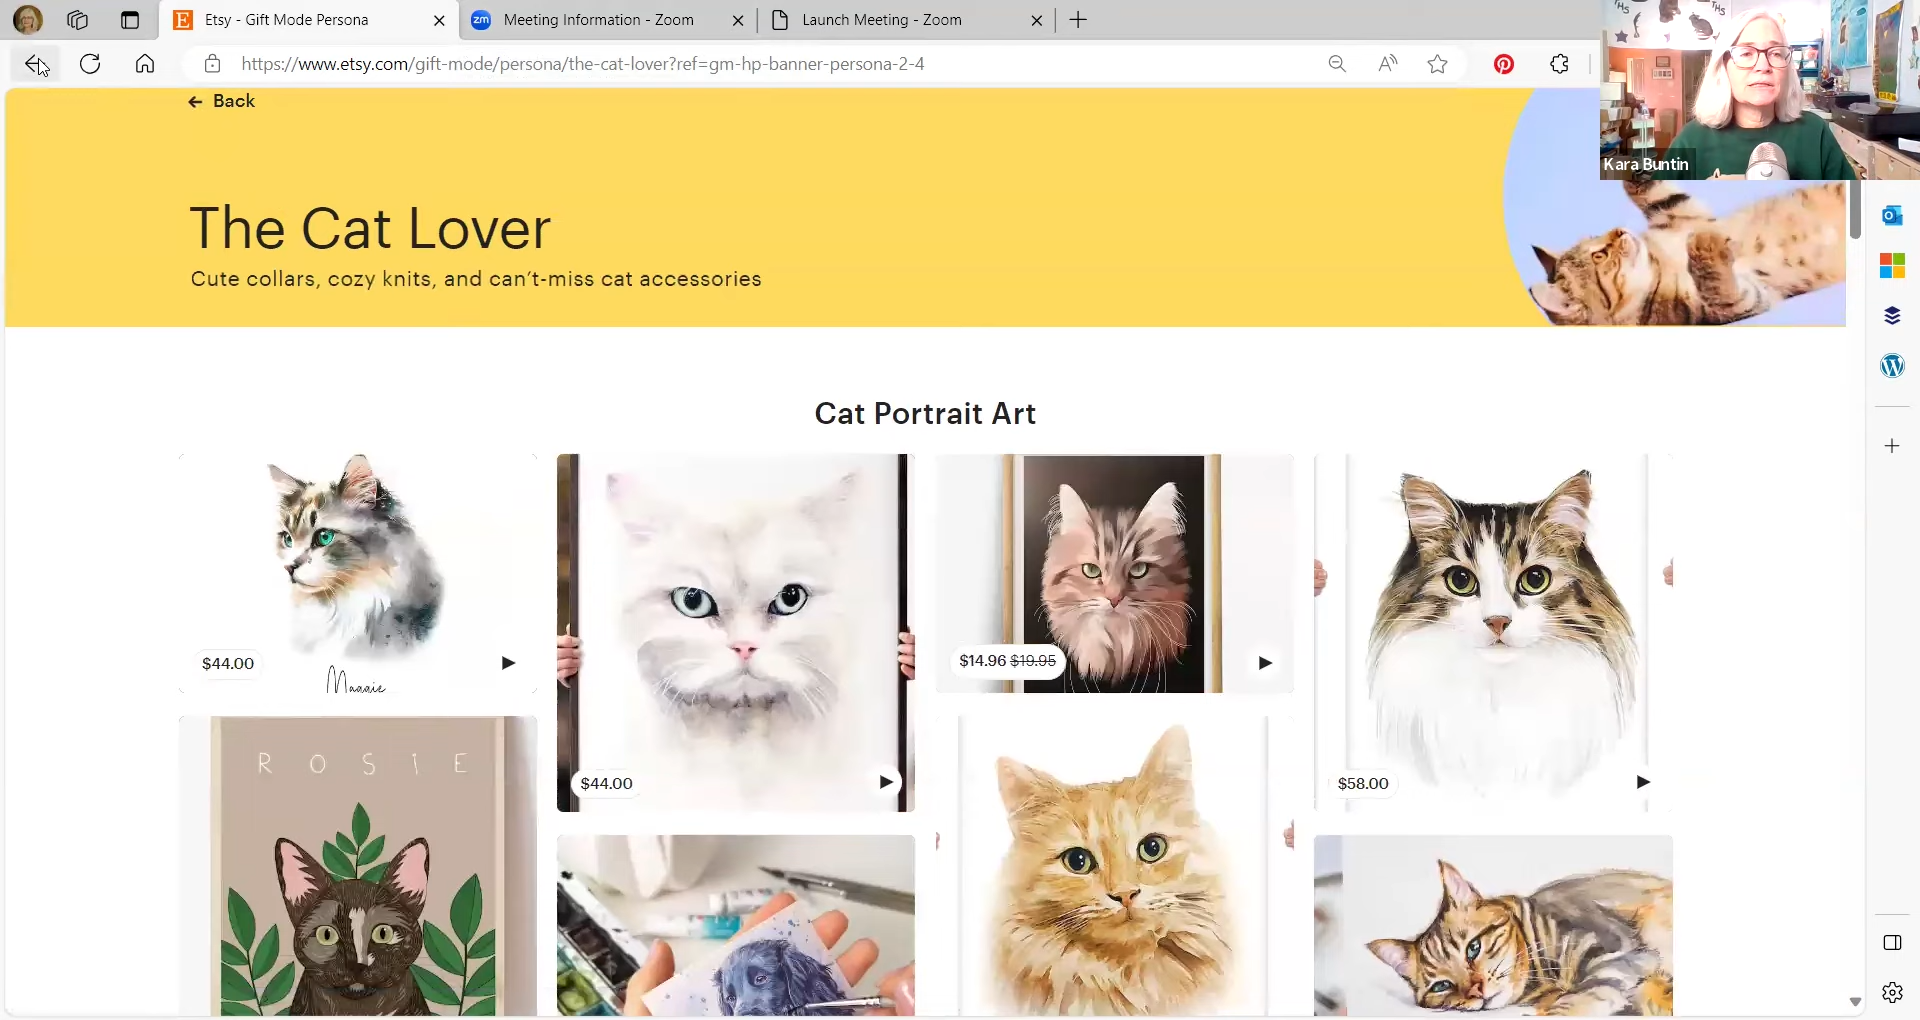 Etsy - Gift Mode Persona
zm
Meeting Information - Zoom
Launch Meeting - Zoom
https://www.etsy.com/gift-mode/persona/the-cat-lover?ref=gm-hp-banner-persona-2-4
Kara Buntin
← Back
The Cat Lover
Cute collars, cozy knits, and can’t-miss cat accessories
Cat Portrait Art
$44.00
$14.96 $19.95
ROSiE
$44.00
$58.00